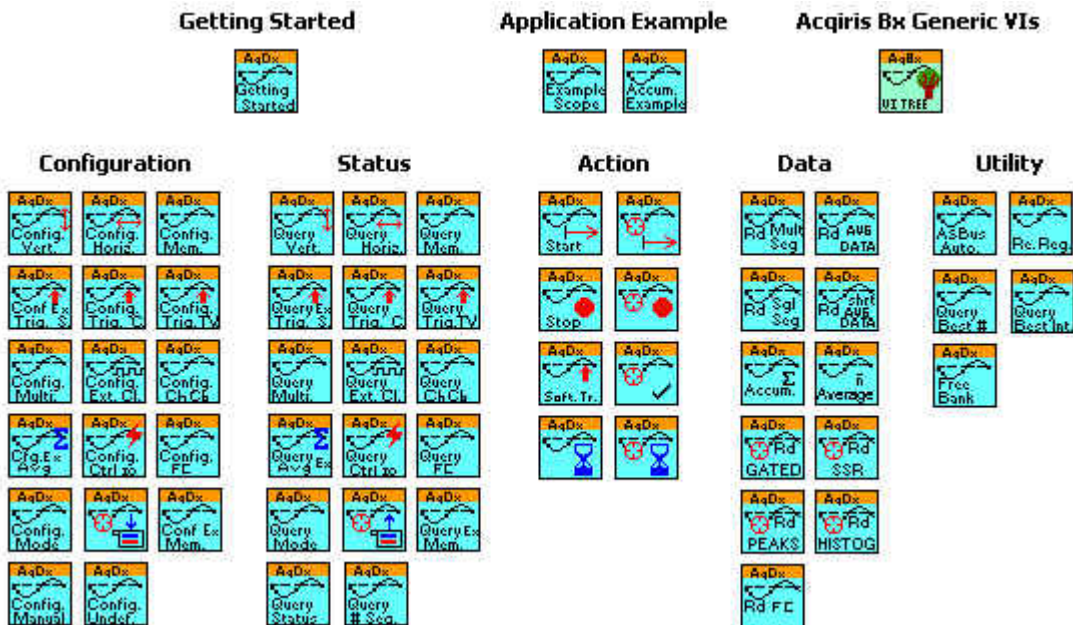 Getting Started
Application Example
Acqiris Bx Generic VIs
AqDx
Getting
Started
AqDx
Example
Scope
AqDx
Accum.
Example
AqBx
VI TREE
Configuration
AqDx
Config.
Vert.
AqDx
Config.
Horiz.
AqDx
Config.
Mem.
AqDx
Conf Ex
Trig. S
AqDx
Config.
Trig. C
AqDx
Config.
Trig.TV
AqDx
Config.
Multi.
AqDx
Config.
Ext. Cl.
AqDx
Config.
ChCb
AqDx
Cfg.Ex
Avg
Σ
AqDx
Config.
Ctrl io
AqDx
Config.
FC
AqDx
Config.
Mode
AqDx
AqDx
Conf Ex
Mem.
AqDx
Config.
Manual
AqDx
Config.
Undef.
Status
AqDx
Query
Vert.
AqDx
Query
Horiz.
AqDx
Query
Mem.
AqDx
Query Ex
Trig. S
AqDx
Query
Trig. C
AqDx
Query
Trig.TV
AqDx
Query
Multi.
AqDx
Query
Ext. Cl.
AqDx
Query
ChCb
AqDx
Query
Avg Ex
Σ
AqDx
Query
Ctrl io
AqDx
Query
FC
AqDx
Query
Mode
AqDx
AqDx
Query Ex
Mem.
AqDx
Query
Status
AqDx
Query
# Seg.
Action
AqDx
Start
AqDx
AqDx
Stop
AqDx
AqDx
Soft. Tr.
AqDx
AqDx
AqDx
Data
AqDx
Rd Mult
Seg
AqDx
Rd AVG
DATA
AqDx
Rd Sgl
Seg
AqDx
Rd shrt
AVG
DATA
AqDx
Σ
Accum.
AqDx
ñ
Average
AqDx
Rd
GATED
AqDx
Rd
SSR
AqDx
Rd
PEAKS
AqDx
Rd
HISTOG
AqDx
Rd FC
Utility
AqDx
ASBus
Auto.
AqDx
Re. Reg.
AqDx
Query
Best #
AqDx
Query
Best Int.
AqDx
Free
Bank